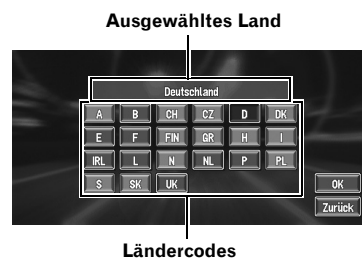 Ausgewähltes Land
Deutschland
A B CH CZ D DK
E F FIN GR H I
IRL L N NL P PL
S SK UK
OK
Zurück
Ländercodes